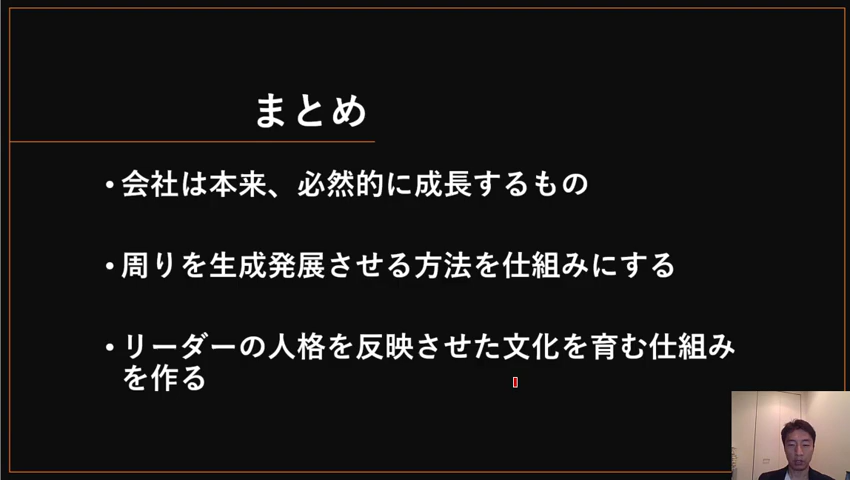 まとめ
• 会社は本来、必然的に成長するもの
• 周りを生成発展させる方法を仕組みにする
• リーダーの人格を反映させた文化を育む仕組み
を作る